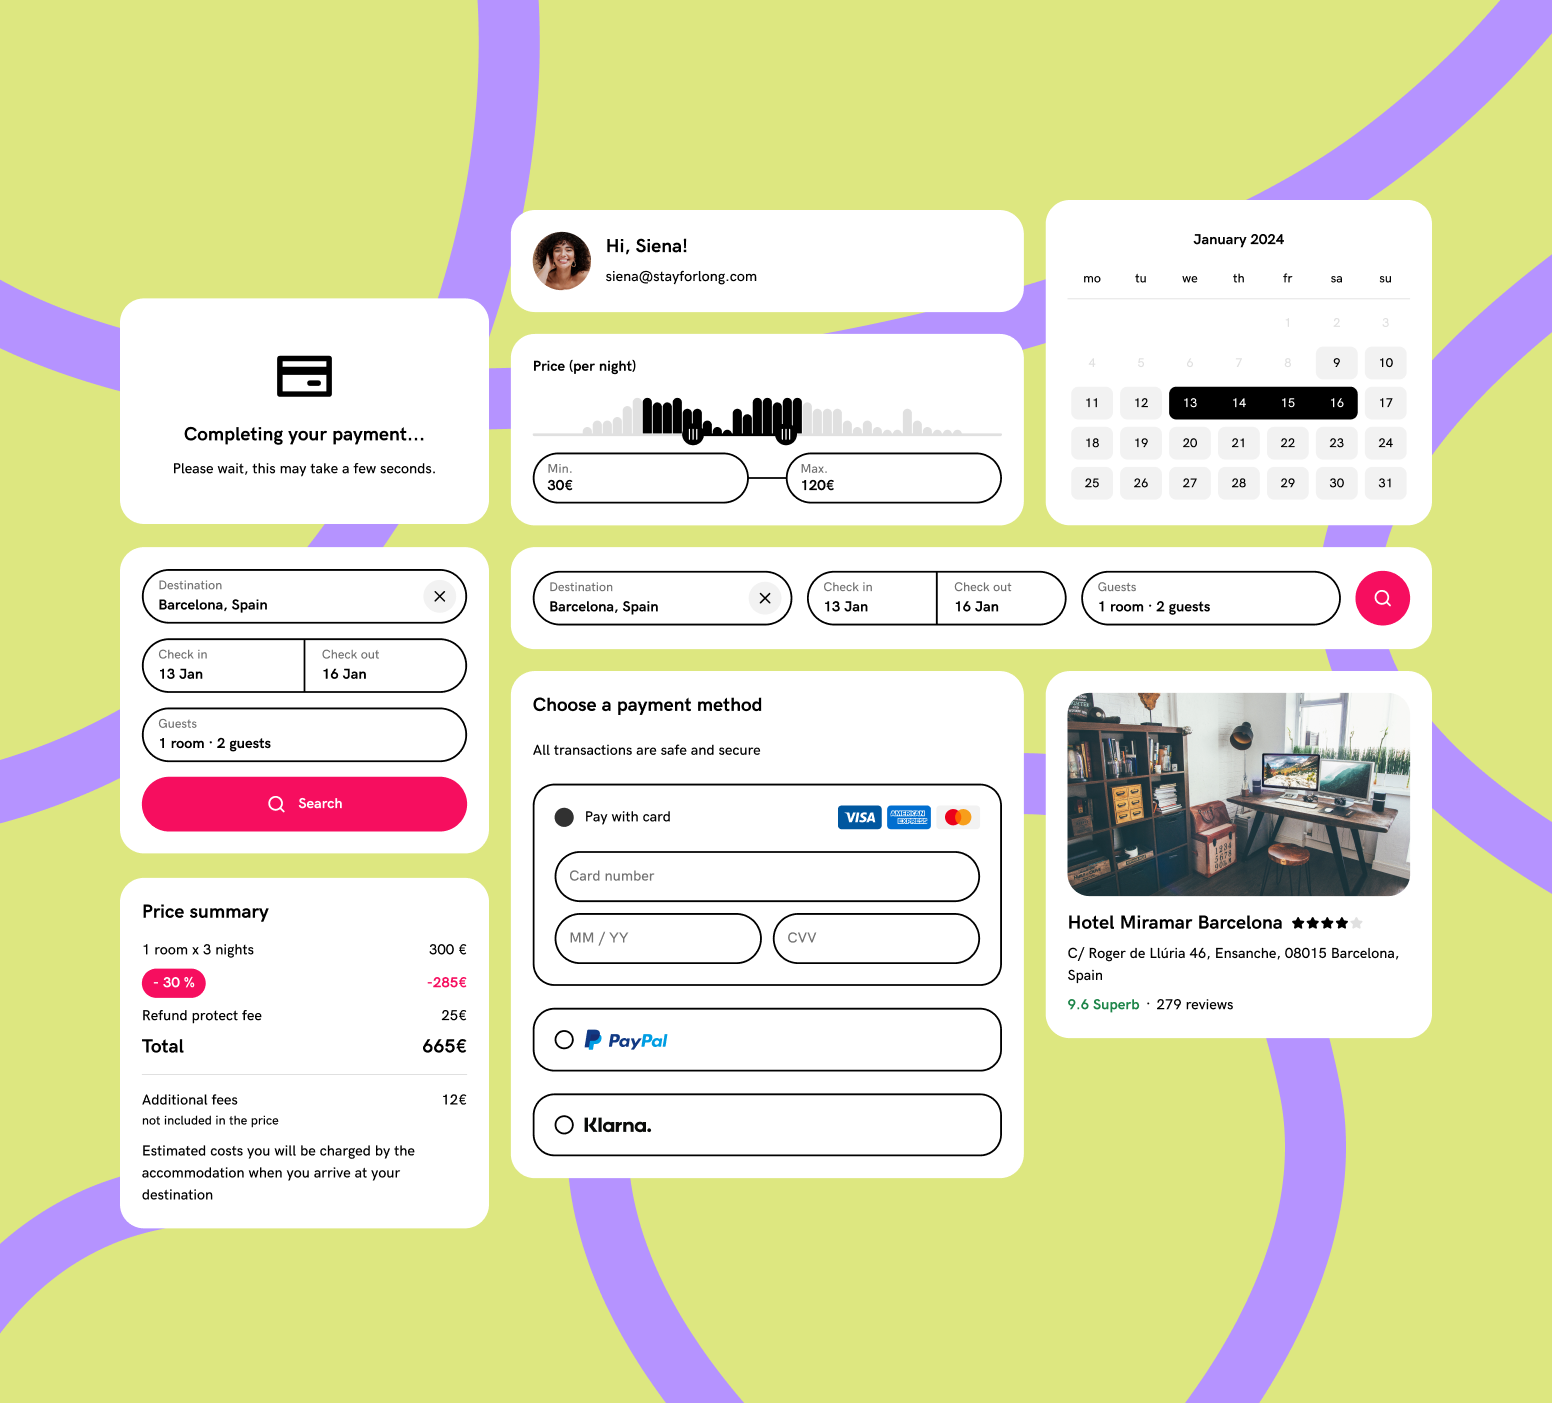 Hi, Siena!
siena@stayforlong.com
January 2024
mo tu we th fr sa su
1 2 3
4 5 6 7 8 9 10
11 12 13 14 15 16 17
18 19 20 21 22 23 24
25 26 27 28 29 30 31
Completing your payment...
Please wait, this may take a few seconds.
Price (per night)
Min.
30€
Max.
120€
Destination
Barcelona, Spain
Check in
13 Jan
Check out
16 Jan
Guests
1 room · 2 guests
Search
Destination
Barcelona, Spain
Check in
13 Jan
Check out
16 Jan
Guests
1 room · 2 guests
Price summary
1 room x 3 nights 300 €
- 30 % -285€
Refund protect fee 25€
Total 665€
Additional fees 12€
not included in the price
Estimated costs you will be charged by the
accommodation when you arrive at your
destination
Choose a payment method
All transactions are safe and secure
Pay with card
VISA
AMERICAN
EXPRESS
Card number
MM / YY
CVV
PayPal
Klarna.
Hotel Miramar Barcelona
C/ Roger de Llúria 46, Ensanche, 08015 Barcelona,
Spain
9.6 Superb · 279 reviews